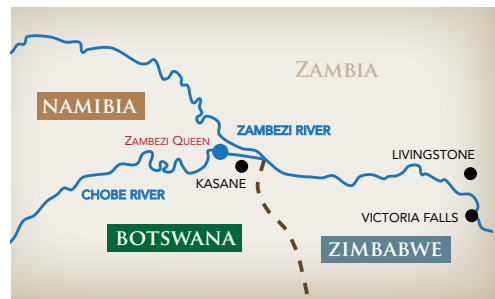 ZAMBIA
NAMIBIA
ZAMBEZI RIVER
ZAMBEZI QUEEN
LIVINGSTONE
KASANE
CHOBE RIVER
VICTORIA FALLS
BOTSWANA
ZIMBABWE